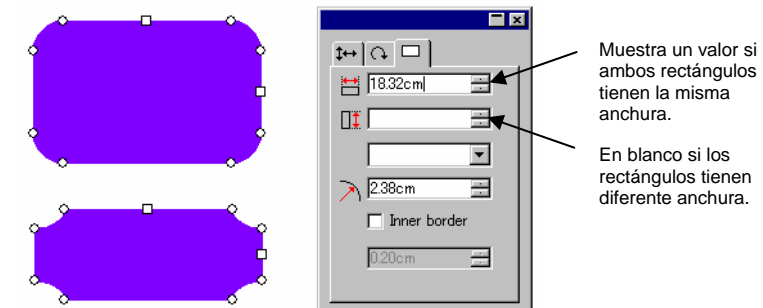 18.32cm
2.38cm
Inner border
0.20cm
Muestra un valor si
ambos rectángulos
tienen la misma
anchura.
En blanco si los
rectángulos tienen
diferente anchura.